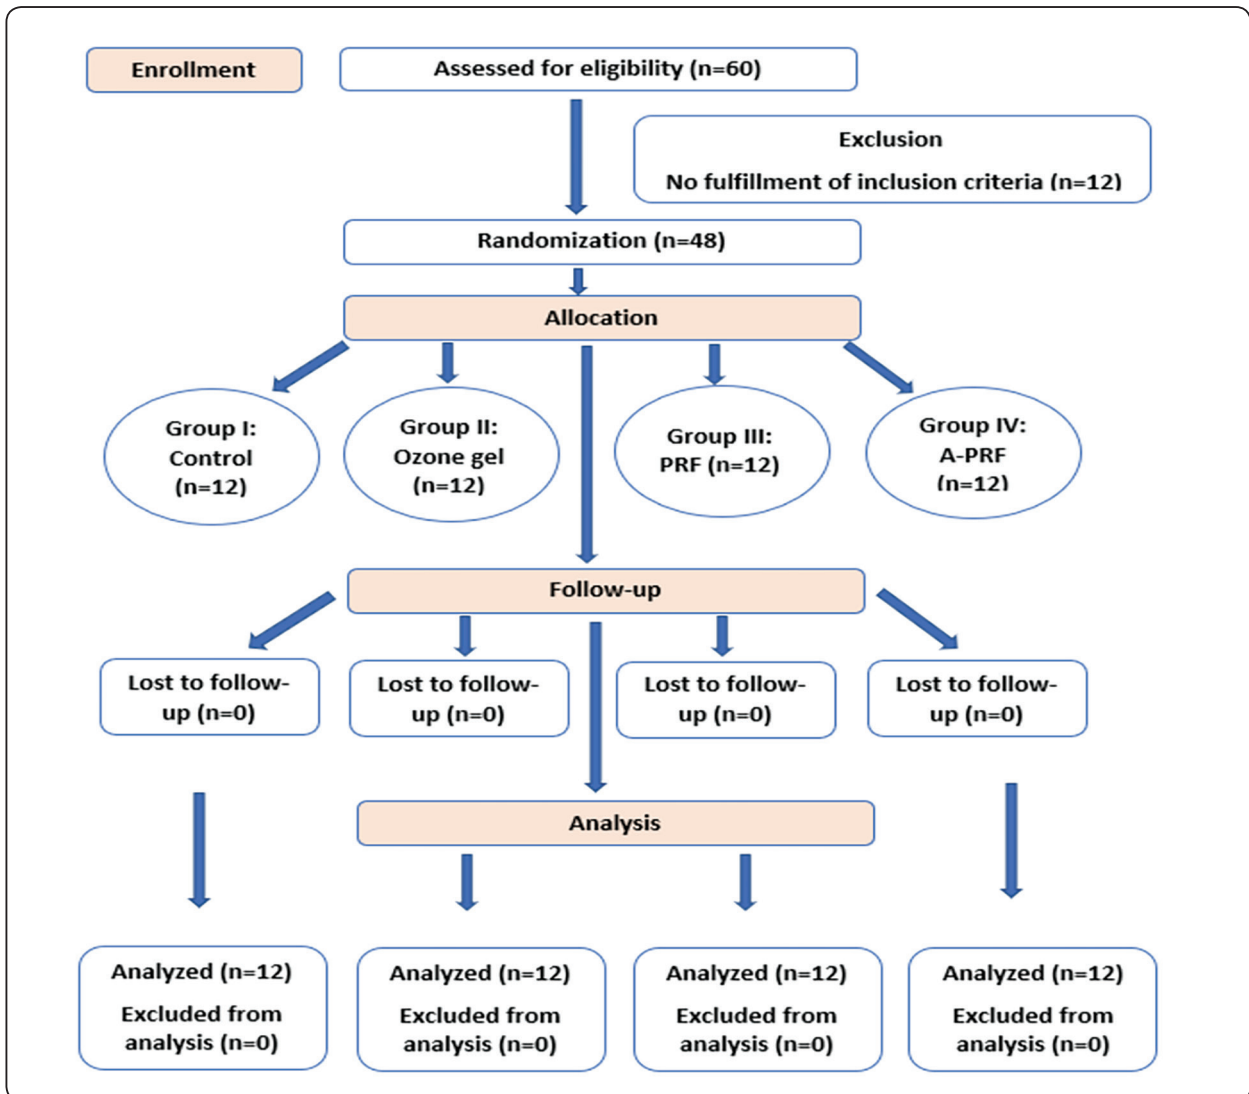 Enrollment
Assessed for eligibility (n=60)
Exclusion
No fulfillment of inclusion criteria (n=12)
Randomization (n=48)
Allocation
Group I:
Control
(n=12)
Group II:
Ozone gel
(n=12)
Group III:
PRF (n=12)
Group IV:
A-PRF
(n=12)
Follow-up
Lost to follow-
up (n=0)
Lost to follow-
up (n=0)
Lost to follow-
up (n=0)
Lost to follow-
up (n=0)
Analysis
Analyzed (n=12)
Excluded from
analysis (n=0)
Analyzed (n=12)
Excluded from
analysis (n=0)
Analyzed (n=12)
Excluded from
analysis (n=0)
Analyzed (n=12)
Excluded from
analysis (n=0)